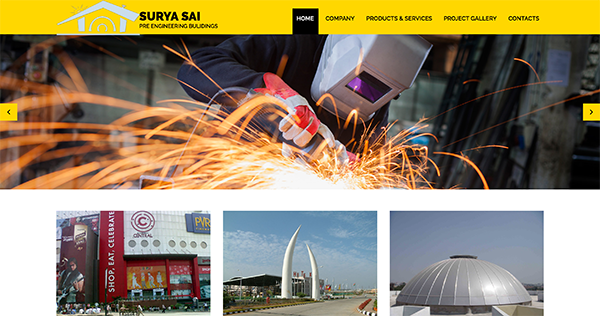 SURYA SAI
PRE ENGINEERING BUILDINGS
HOME COMPANY PRODUCTS & SERVICES PROJECT GALLERY CONTACTS
SHOP, EAT, CELEBRATE
CENTRAL
PVR